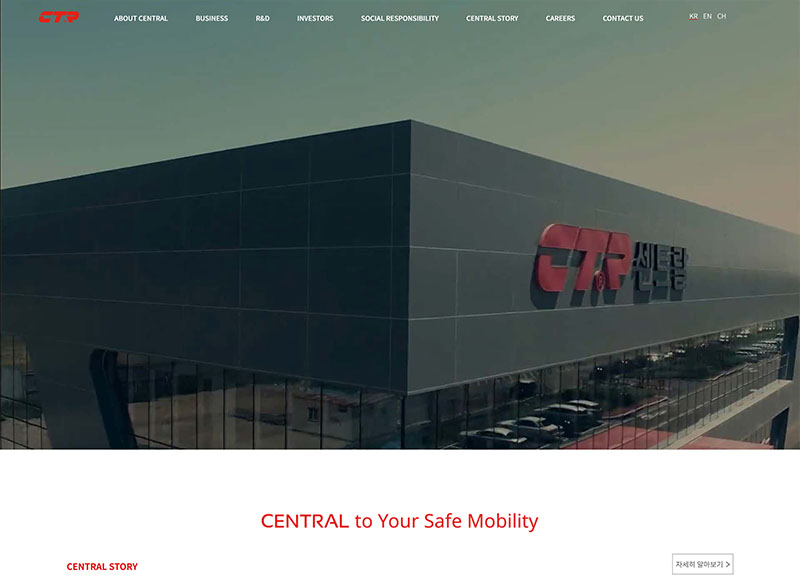 CTR
ABOUT CENTRAL BUSINESS R&D INVESTORS SOCIAL RESPONSIBILITY CENTRAL STORY CAREERS CONTACT US KR EN CH
CTR 센트랄
CENTRAL to Your Safe Mobility
CENTRAL STORY 자세히 알아보기 >